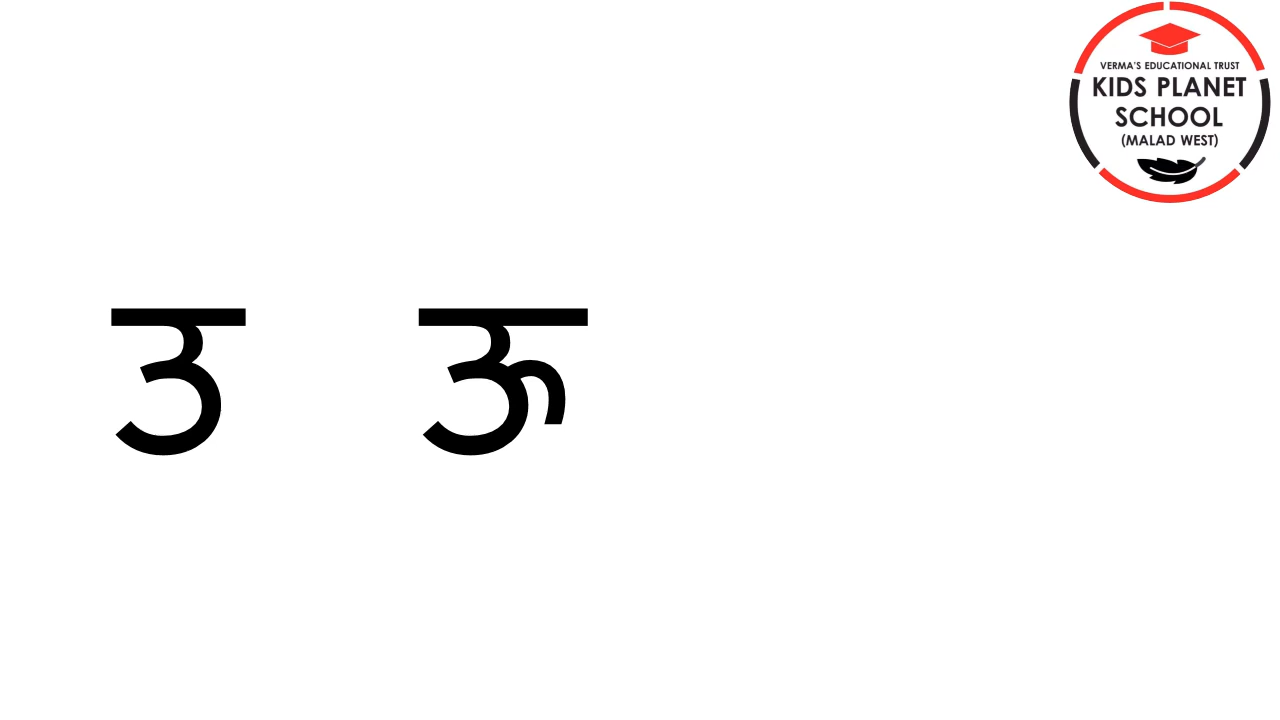 VERMA'S EDUCATIONAL TRUST
KIDS PLANET
SCHOOL
(MALAD WEST)
उ ऊ